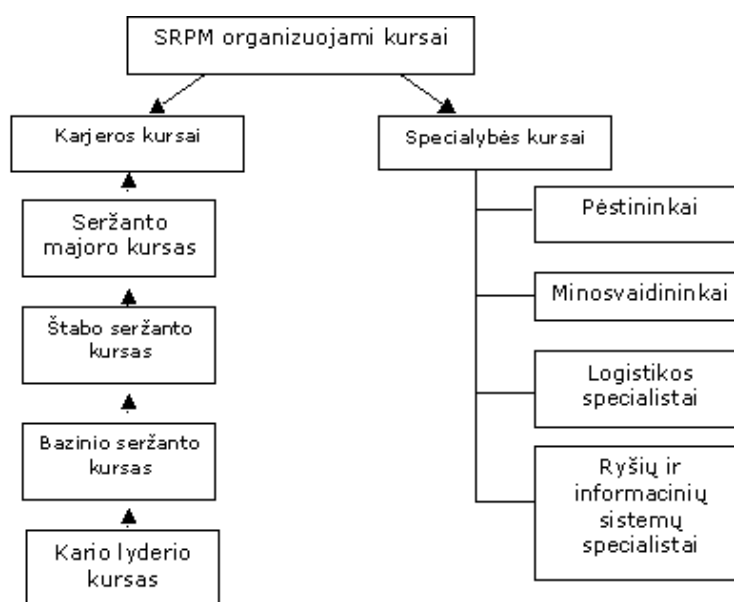 SRPM organizuojami kursai
Karjeros kursai
Seržanto
majoro kursas
Štabo seržanto
kursas
Bazinio seržanto
kursas
Kario lyderio
kursas
Specialybės kursai
Pėstininkai
Minosvaidininkai
Logistikos
specialistai
Ryšių ir
informacinių
sistemų
specialistai